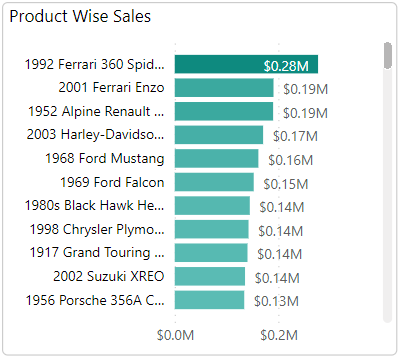 Product Wise Sales
1992 Ferrari 360 Spid... $0.28M
2001 Ferrari Enzo $0.19M
1952 Alpine Renault ... $0.19M
2003 Harley-Davidso... $0.17M
1968 Ford Mustang $0.16M
1969 Ford Falcon $0.15M
1980s Black Hawk He... $0.14M
1998 Chrysler Plymo... $0.14M
1917 Grand Touring ... $0.14M
2002 Suzuki XREO $0.14M
1956 Porsche 356A C... $0.13M
$0.0M $0.2M